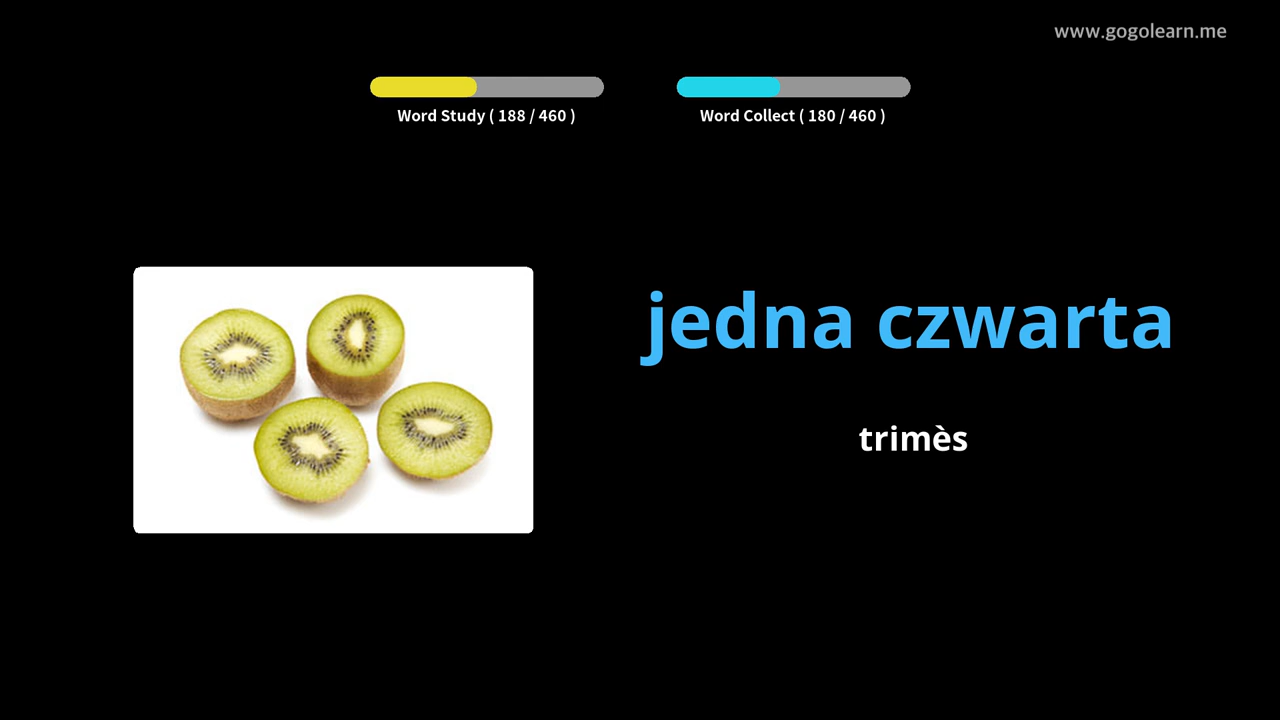 www.gogolearn.me
Word Study ( 188 / 460 )
Word Collect ( 180 / 460 )
jedna czwarta
trimès